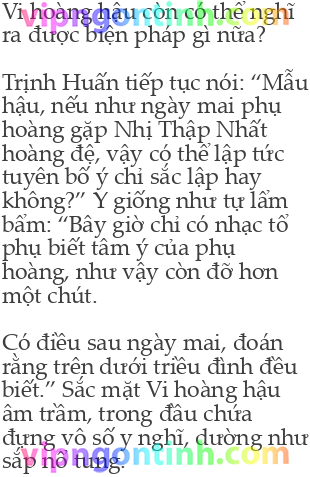 Vi hoàng hậu còn có thể nghĩ
ra được biện pháp gì nữa?
Trịnh Huấn tiếp tục nói: “Mẫu
hậu, nếu như ngày mai phụ
hoàng gặp Nhị Thập Nhất
hoàng đệ, vậy có thể lập tức
tuyên bố ý chỉ sắc lập hay
không?” Y giống như tự lẩm
bẩm: “Bây giờ chỉ có nhạc tổ
phụ biết tâm ý của phụ
hoàng, như vậy còn đỡ hơn
một chút.
Có điều sau ngày mai, đoán
rằng trên dưới triều đình đều
biết.” Sắc mặt Vi hoàng hậu
âm trầm, trong đầu chứa
đựng vô số ý nghĩ, dường như
sắp nổ tung.
vipngontinh.com
vipngontinh.com